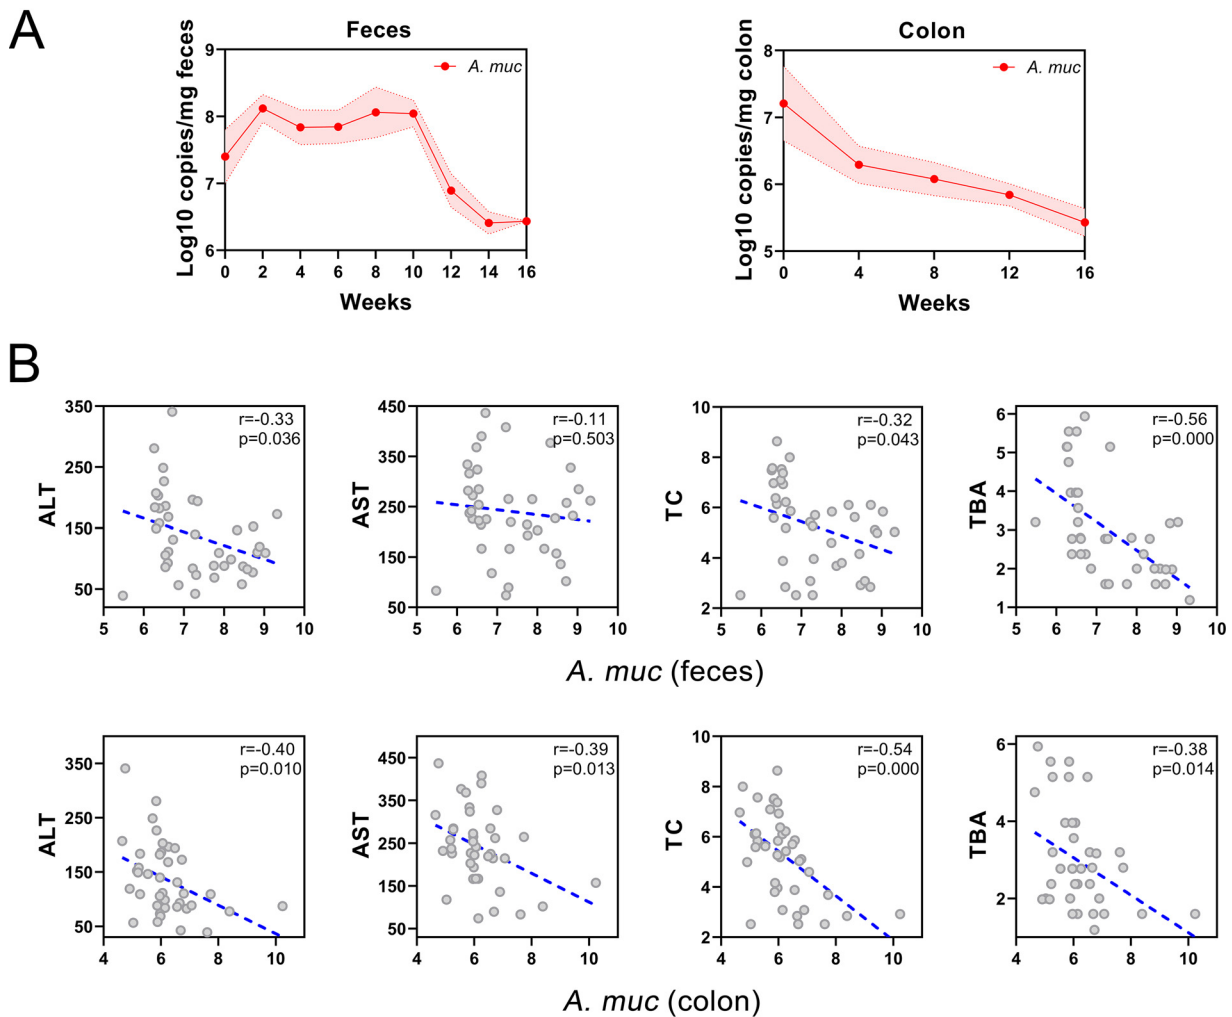 A
Feces
Log10 copies/mg feces
9
8
7
6
A. muc
0 2 4 6 8 10 12 14 16
Weeks
Colon
Log10 copies/mg colon
8
7
6
5
A. muc
0 4 8 12 16
Weeks
B
ALT
350
250
150
50
r=-0.33
p=0.036
5 6 7 8 9 10
AST
450
350
250
150
50
r=-0.11
p=0.503
5 6 7 8 9 10
TC
10
8
6
4
2
r=-0.32
p=0.043
5 6 7 8 9 10
TBA
6
5
4
3
2
1
r=-0.56
p=0.000
5 6 7 8 9 10
A. muc (feces)
ALT
350
250
150
50
r=-0.40
p=0.010
4 6 8 10
AST
450
350
250
150
50
r=-0.39
p=0.013
4 6 8 10
TC
10
8
6
4
2
r=-0.54
p=0.000
4 6 8 10
TBA
6
4
2
r=-0.38
p=0.014
4 6 8 10
A. muc (colon)